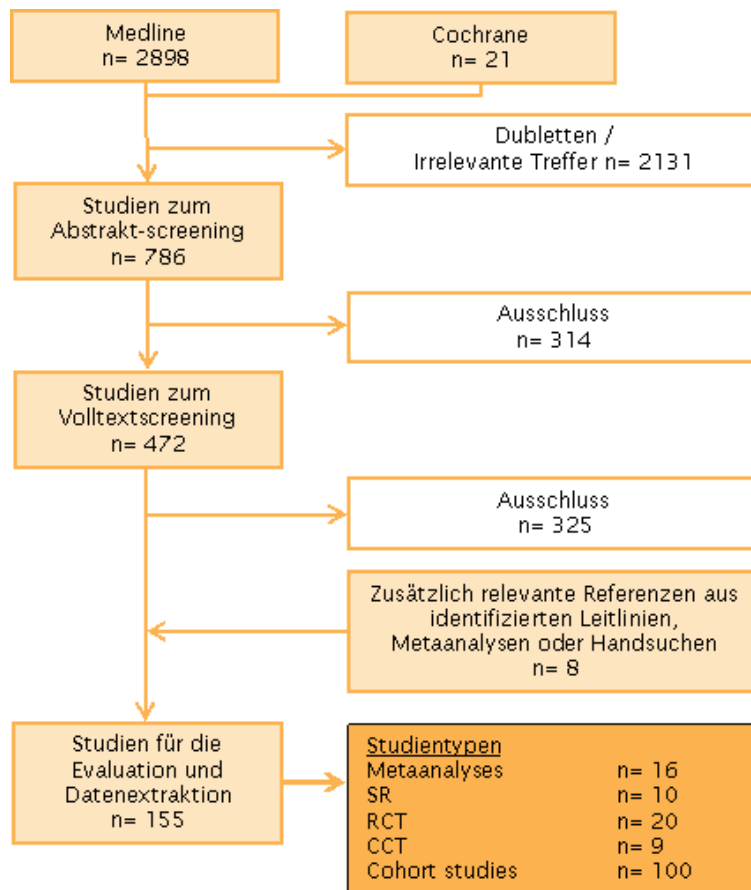 Medline
n= 2898
Cochrane
n= 21
Dubletten /
Irrelevante Treffer n= 2131
Studien zum
Abstrakt-screening
n= 786
Ausschluss
n= 314
Studien zum
Volltextscreening
n= 472
Ausschluss
n= 325
Zusätzlich relevante Referenzen aus
identifizierten Leitlinien,
Metaanalysen oder Handsuchen
n= 8
Studien für die
Evaluation und
Datenextraktion
n= 155
Studientypen
Metaanalyses n= 16
SR n= 10
RCT n= 20
CCT n= 9
Cohort studies n= 100